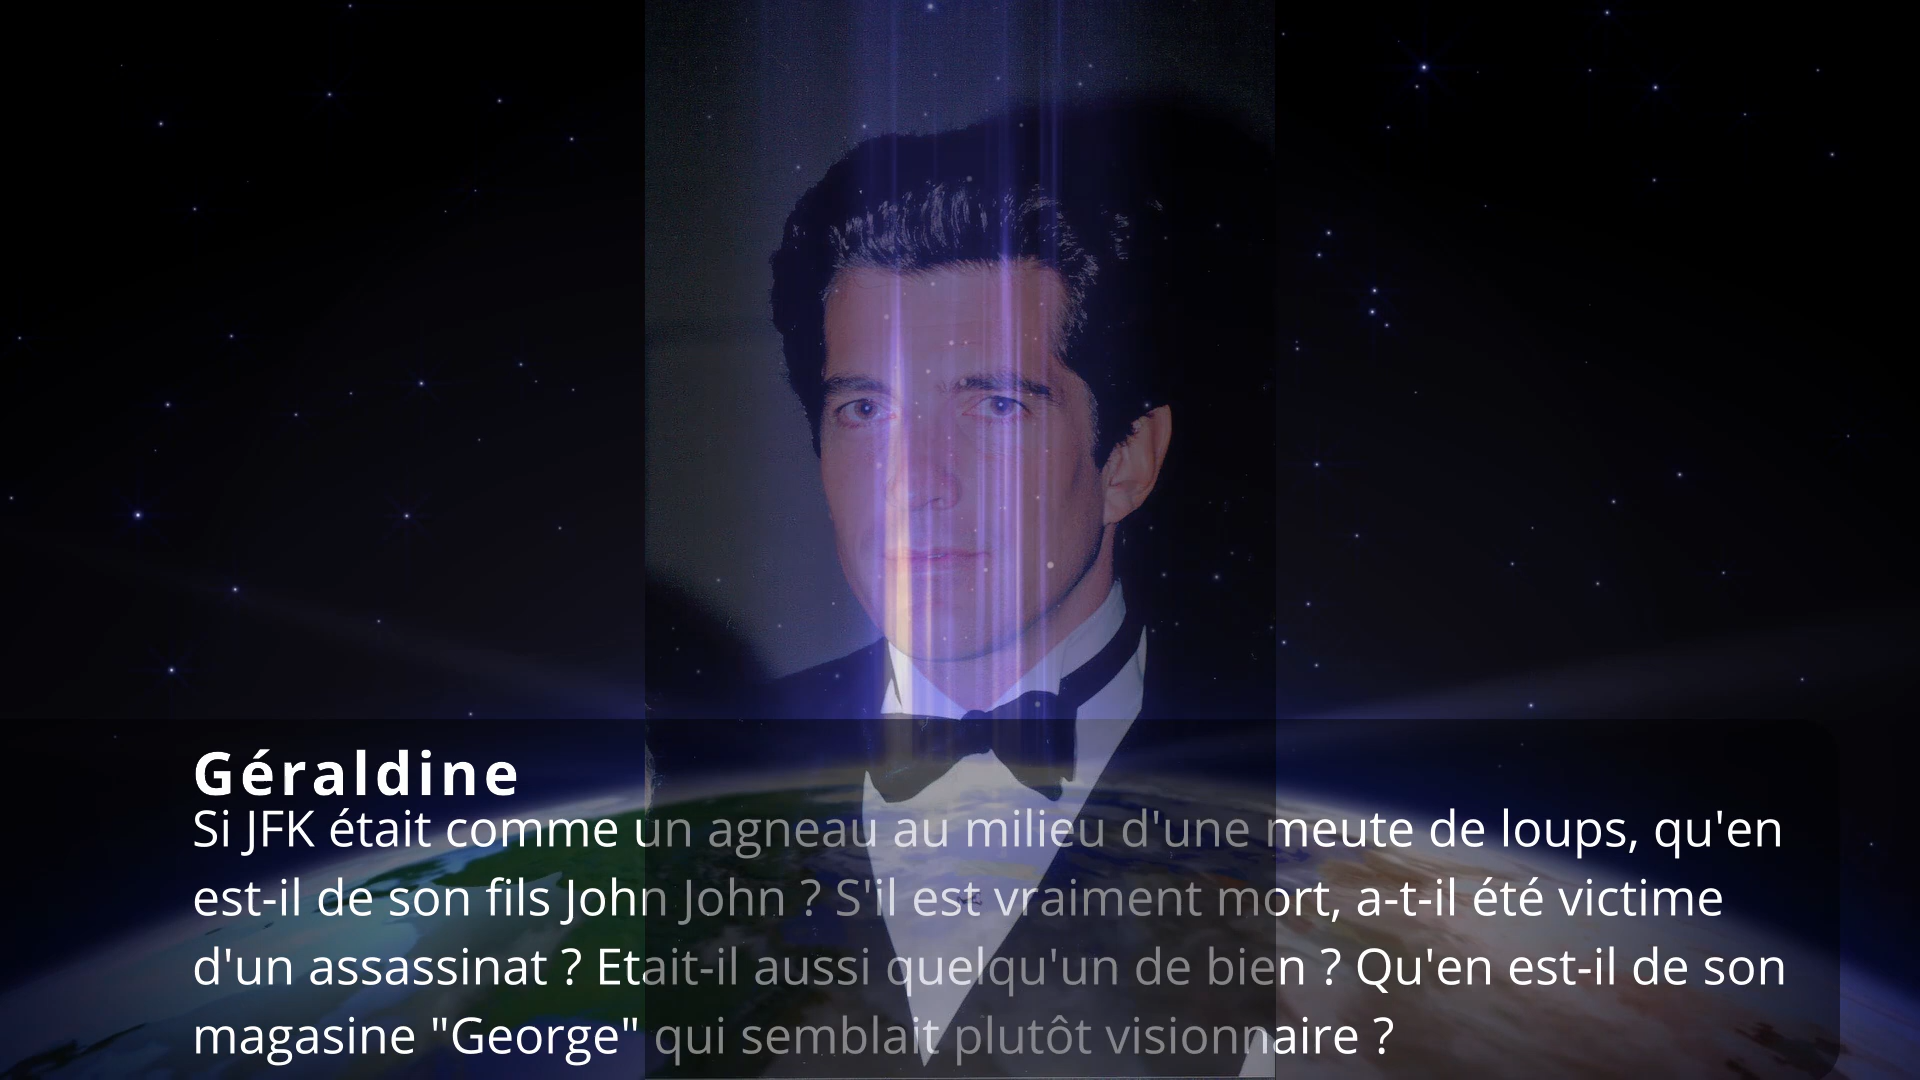 Géraldine
Si JFK était comme un agneau au milieu d'une meute de loups, qu'en
est-il de son fils John John ? S'il est vraiment mort, a-t-il été victime
d'un assassinat ? Etait-il aussi quelqu'un de bien ? Qu'en est-il de son
magasine "George" qui semblait plutôt visionnaire ?